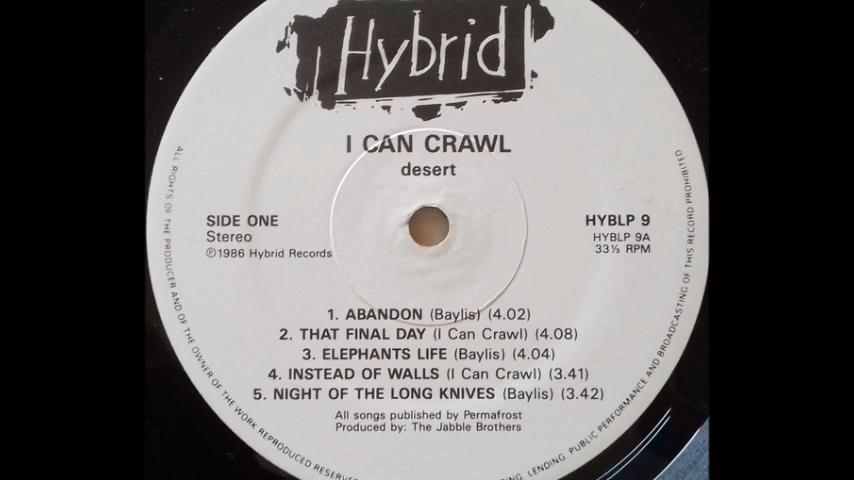 Hybrid
I CAN CRAWL
desert
SIDE ONE
Stereo
℗1986 Hybrid Records
HYBLP 9
HYBLP 9A
33⅓ RPM
1. ABANDON (Baylis) (4.02)
2. THAT FINAL DAY (I Can Crawl) (4.08)
3. ELEPHANTS LIFE (Baylis) (4.04)
4. INSTEAD OF WALLS (I Can Crawl) (3.41)
5. NIGHT OF THE LONG KNIVES (Baylis) (3.42)
All songs published by Permafrost
Produced by: The Jabble Brothers
ALL RIGHTS OF THE PRODUCER AND OF THE OWNER OF THE WORK REPRODUCED RESERVED
LENDING, PUBLIC PERFORMANCE AND BROADCASTING OF THIS RECORD PROHIBITED